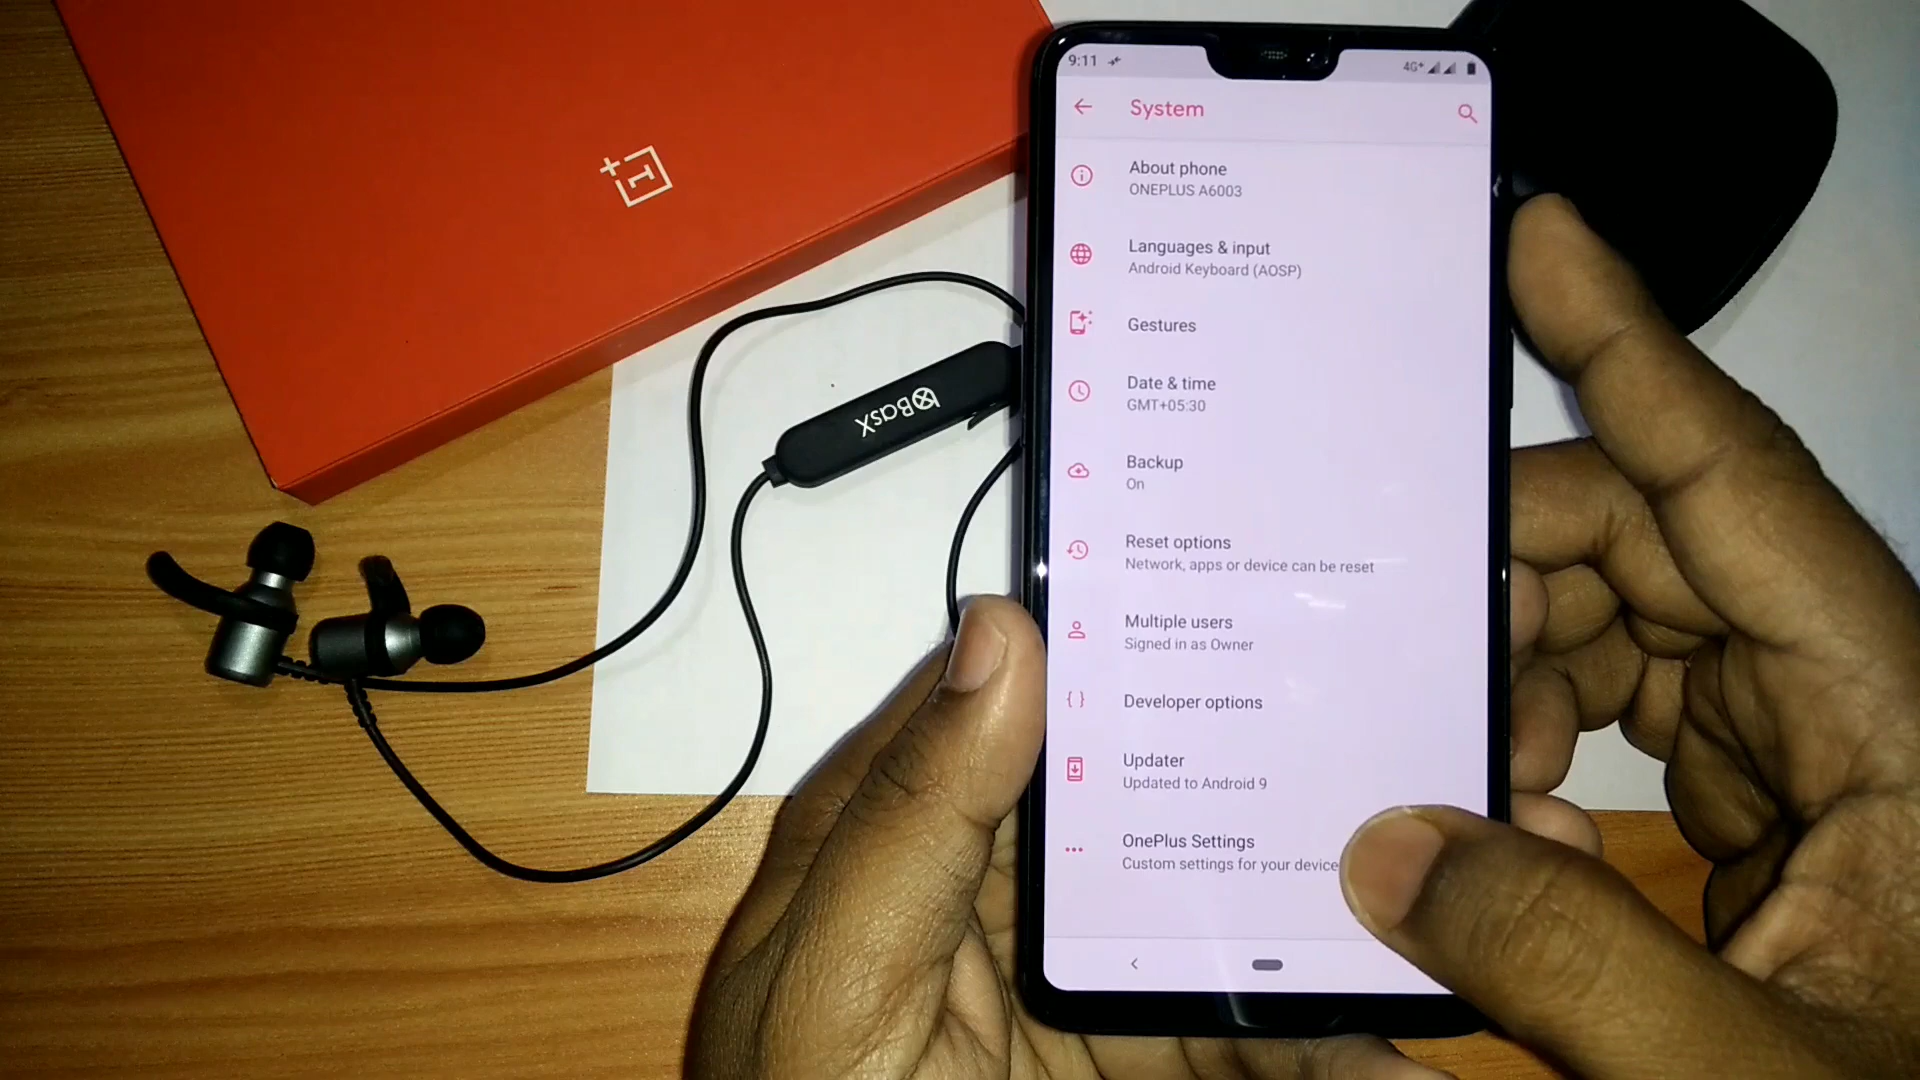 9:11
4G+
System
About phone
ONEPLUS A6003
Languages & input
Android Keyboard (AOSP)
Gestures
Date & time
GMT+05:30
Backup
On
Reset options
Network, apps or device can be reset
Multiple users
Signed in as Owner
Developer options
Updater
Updated to Android 9
OnePlus Settings
Custom settings for your device
BasX